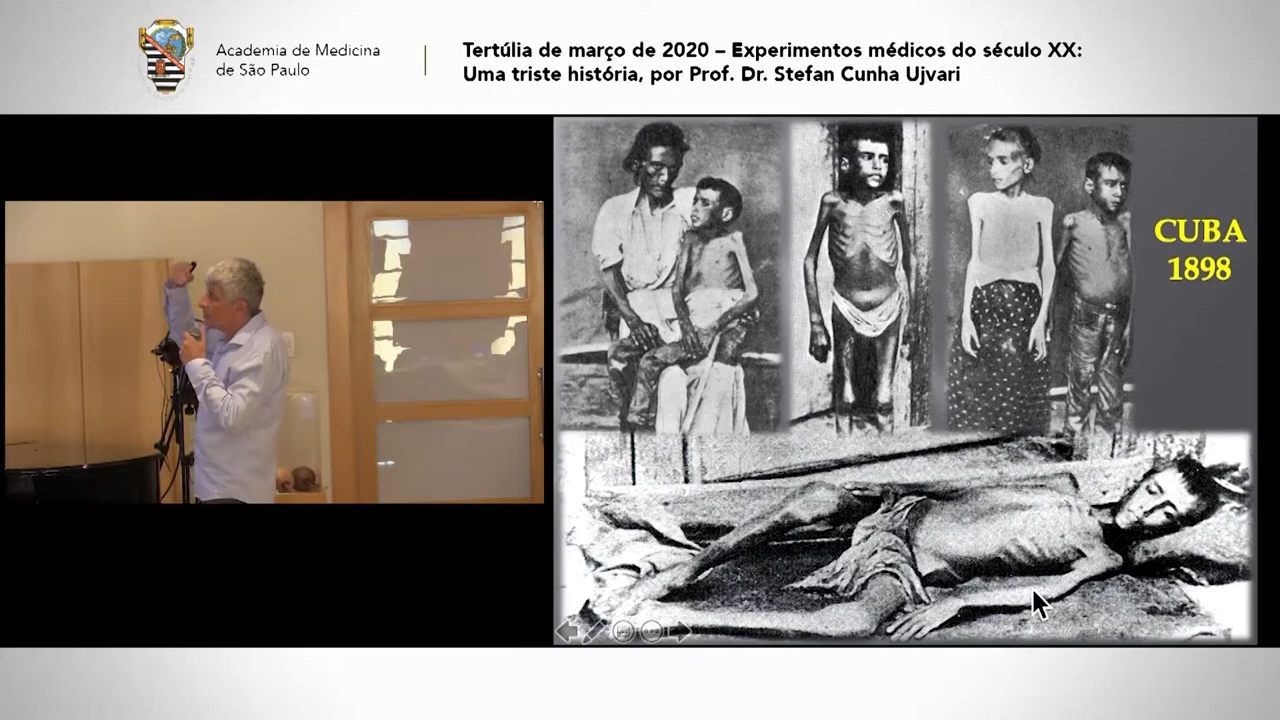 Academia de Medicina
de São Paulo
Tertúlia de março de 2020 – Experimentos médicos do século XX:
Uma triste história, por Prof. Dr. Stefan Cunha Ujvari
CUBA
1898